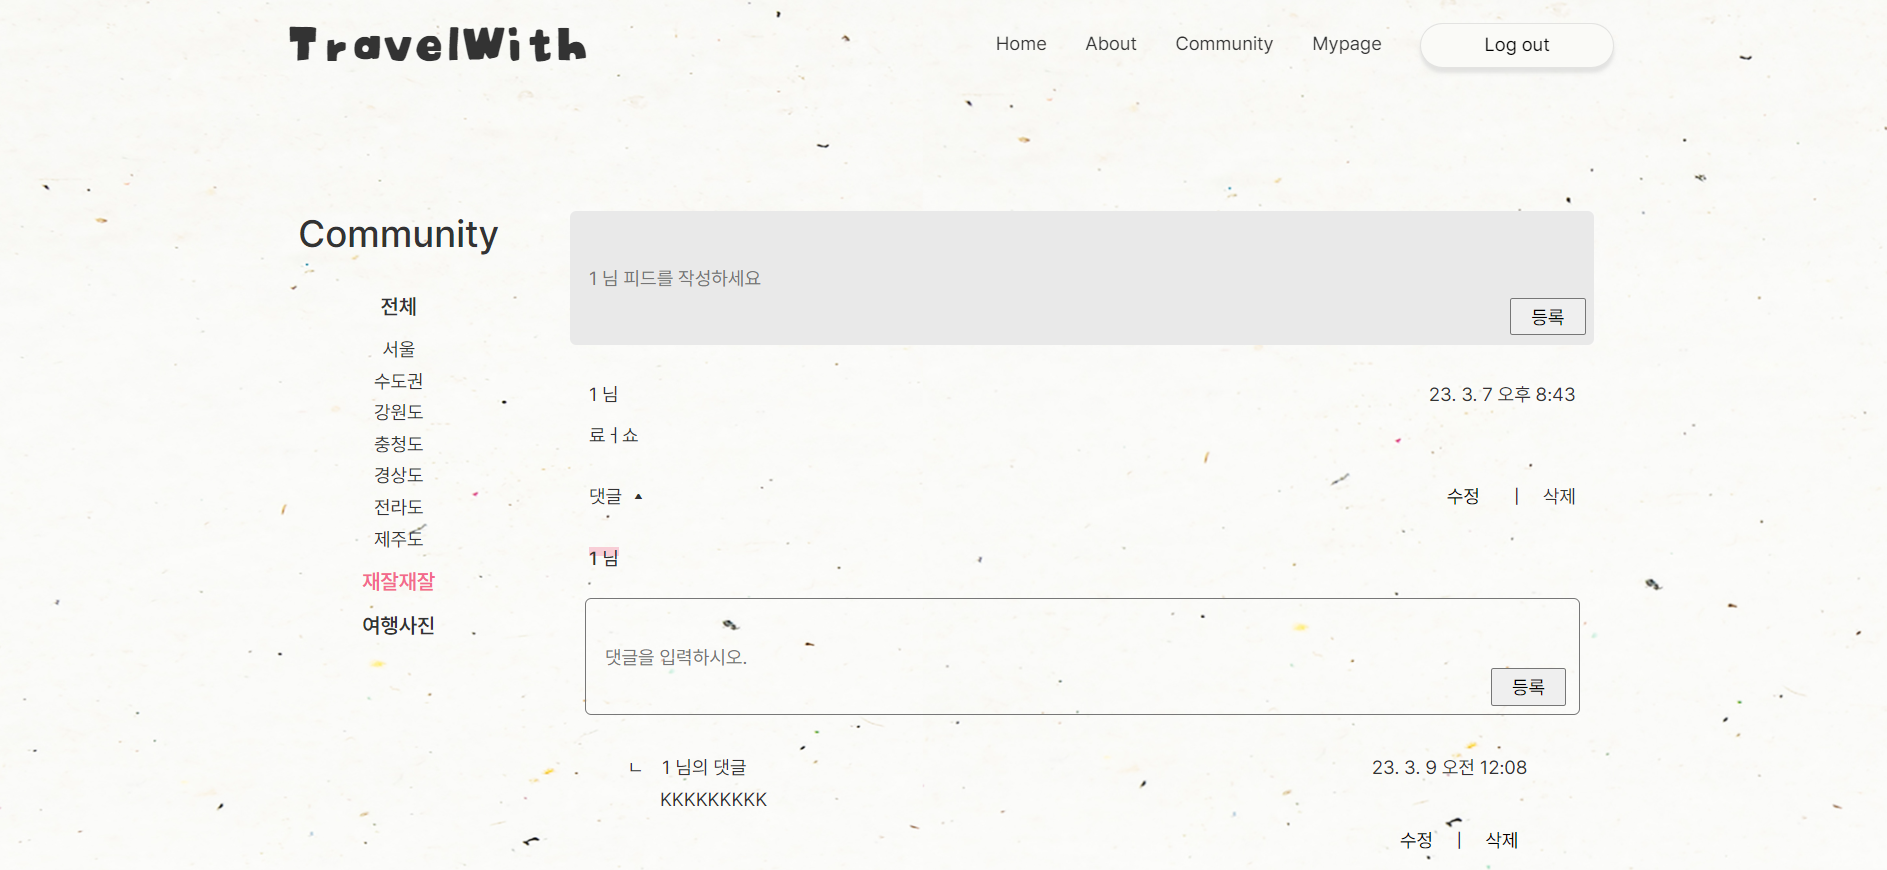 TravelWith
Home About Community Mypage Log out
Community
전체
서울
수도권
강원도
충청도
경상도
전라도
제주도
재잘재잘
여행사진
1 님 피드를 작성하세요
등록
1 님 23. 3. 7 오후 8:43
료ㅓ쇼
댓글 ▲ 수정 | 삭제
1 님
댓글을 입력하시오.
등록
ㄴ 1 님의 댓글 23. 3. 9 오전 12:08
KKKKKKKKK
수정 | 삭제